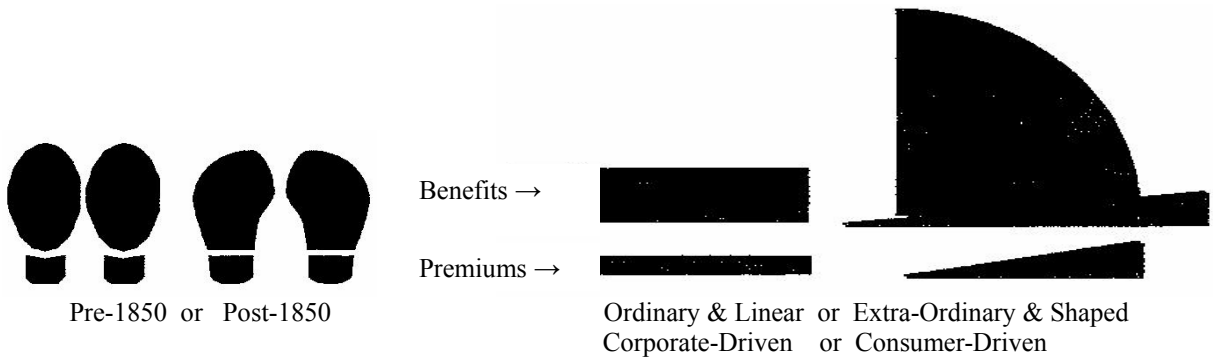 Benefits →
Premiums →
Pre-1850 or Post-1850
Ordinary & Linear or Extra-Ordinary & Shaped
Corporate-Driven or Consumer-Driven